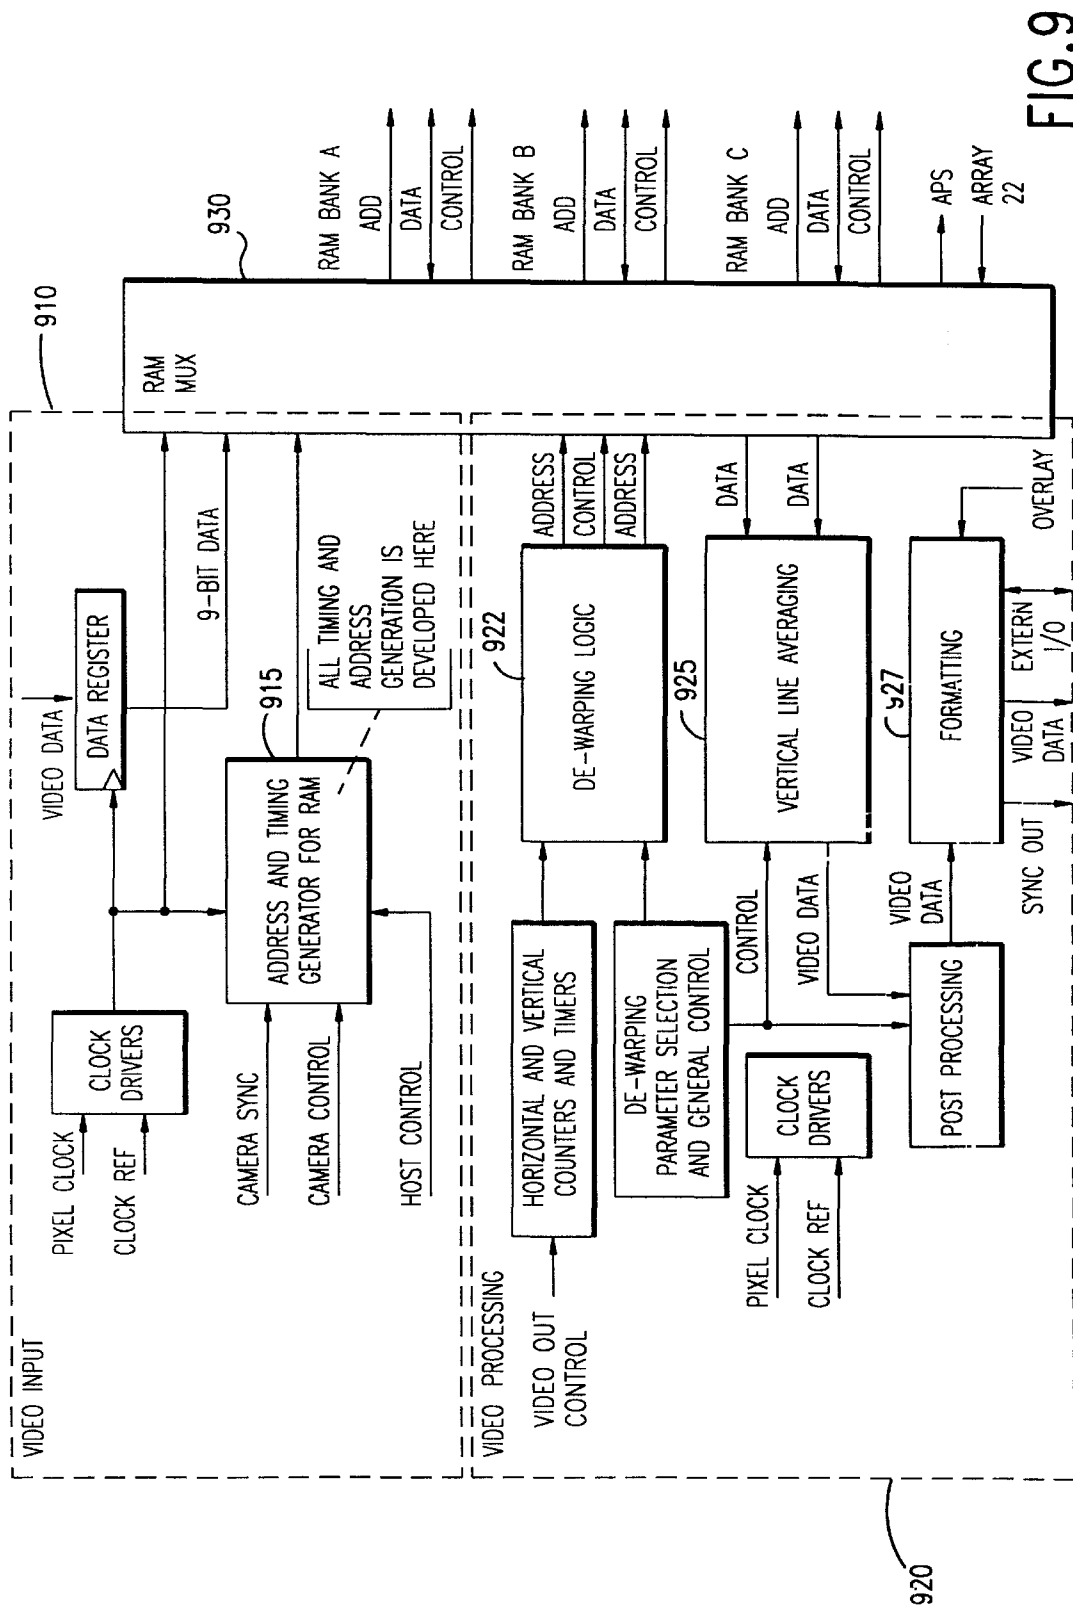 FIG.9
910
VIDEO INPUT
PIXEL CLOCK
CLOCK REF
CLOCK
DRIVERS
VIDEO DATA
DATA REGISTER
9-BIT DATA
CAMERA SYNC
CAMERA CONTROL
HOST CONTROL
915
ADDRESS AND TIMING
GENERATOR FOR RAM
ALL TIMING AND
ADDRESS
GENERATION IS
DEVELOPED HERE
930
RAM
MUX
RAM BANK A
ADD
DATA
CONTROL
RAM BANK B
ADD
DATA
CONTROL
RAM BANK C
ADD
DATA
CONTROL
APS
ARRAY
22
VIDEO PROCESSING
VIDEO OUT
CONTROL
HORIZONTAL AND VERTICAL
COUNTERS AND TIMERS
DE-WARPING
PARAMETER SELECTION
AND GENERAL CONTROL
922
DE-WARPING LOGIC
ADDRESS
CONTROL
ADDRESS
925
VERTICAL LINE AVERAGING
DATA
DATA
CONTROL
VIDEO DATA
PIXEL CLOCK
CLOCK REF
CLOCK
DRIVERS
POST PROCESSING
VIDEO
DATA
927
FORMATTING
OVERLAY
SYNC OUT
VIDEO
DATA
EXTERN
I/O
920